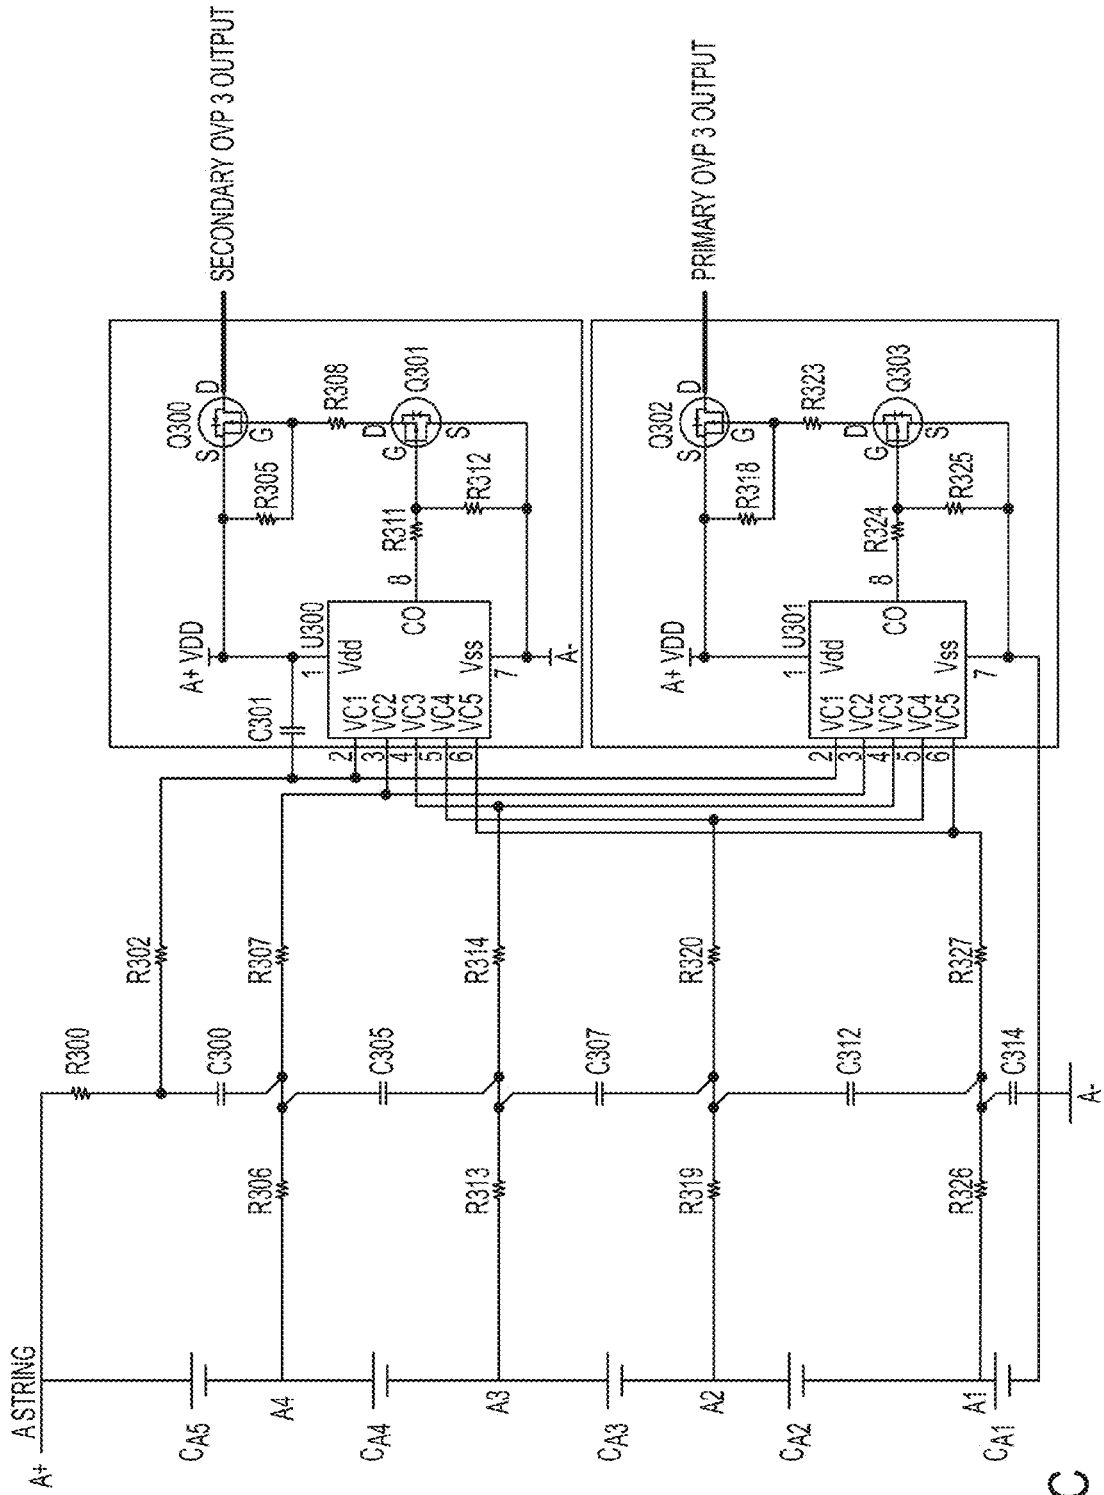 SECONDARY OVP 3 OUTPUT
PRIMARY OVP 3 OUTPUT
Q300
D
S
G
R305
R308
Q301
D
G
S
R311
R312
8
A+ VDD
C301
1
U300
Vdd
CO
VC1
VC2
VC3
VC4
VC5
Vss
7
A-
2
3
4
5
6
Q302
D
S
G
R318
R323
Q303
D
G
S
R324
R325
8
A+ VDD
1
U301
Vdd
CO
VC1
VC2
VC3
VC4
VC5
Vss
7
2
3
4
5
6
R302
R307
R314
R320
R327
R300
C300
C305
C307
C312
C314
A-
R306
R313
R319
R326
A STRING
A+
CA5
A4
CA4
A3
CA3
A2
CA2
A1
CA1
C